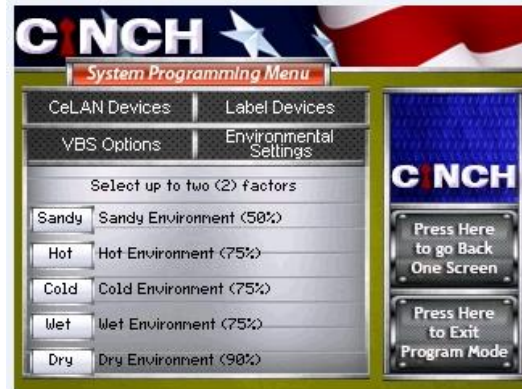 CINCH
System Programming Menu
CeLAN Devices
Label Devices
VBS Options
Environmental
Settings
Select up to two (2) factors
Sandy Sandy Environment (50%)
Hot Hot Environment (75%)
Cold Cold Environment (75%)
Wet Wet Environment (75%)
Dry Dry Environment (90%)
CINCH
Press Here
to go Back
One Screen
Press Here
to Exit
Program Mode